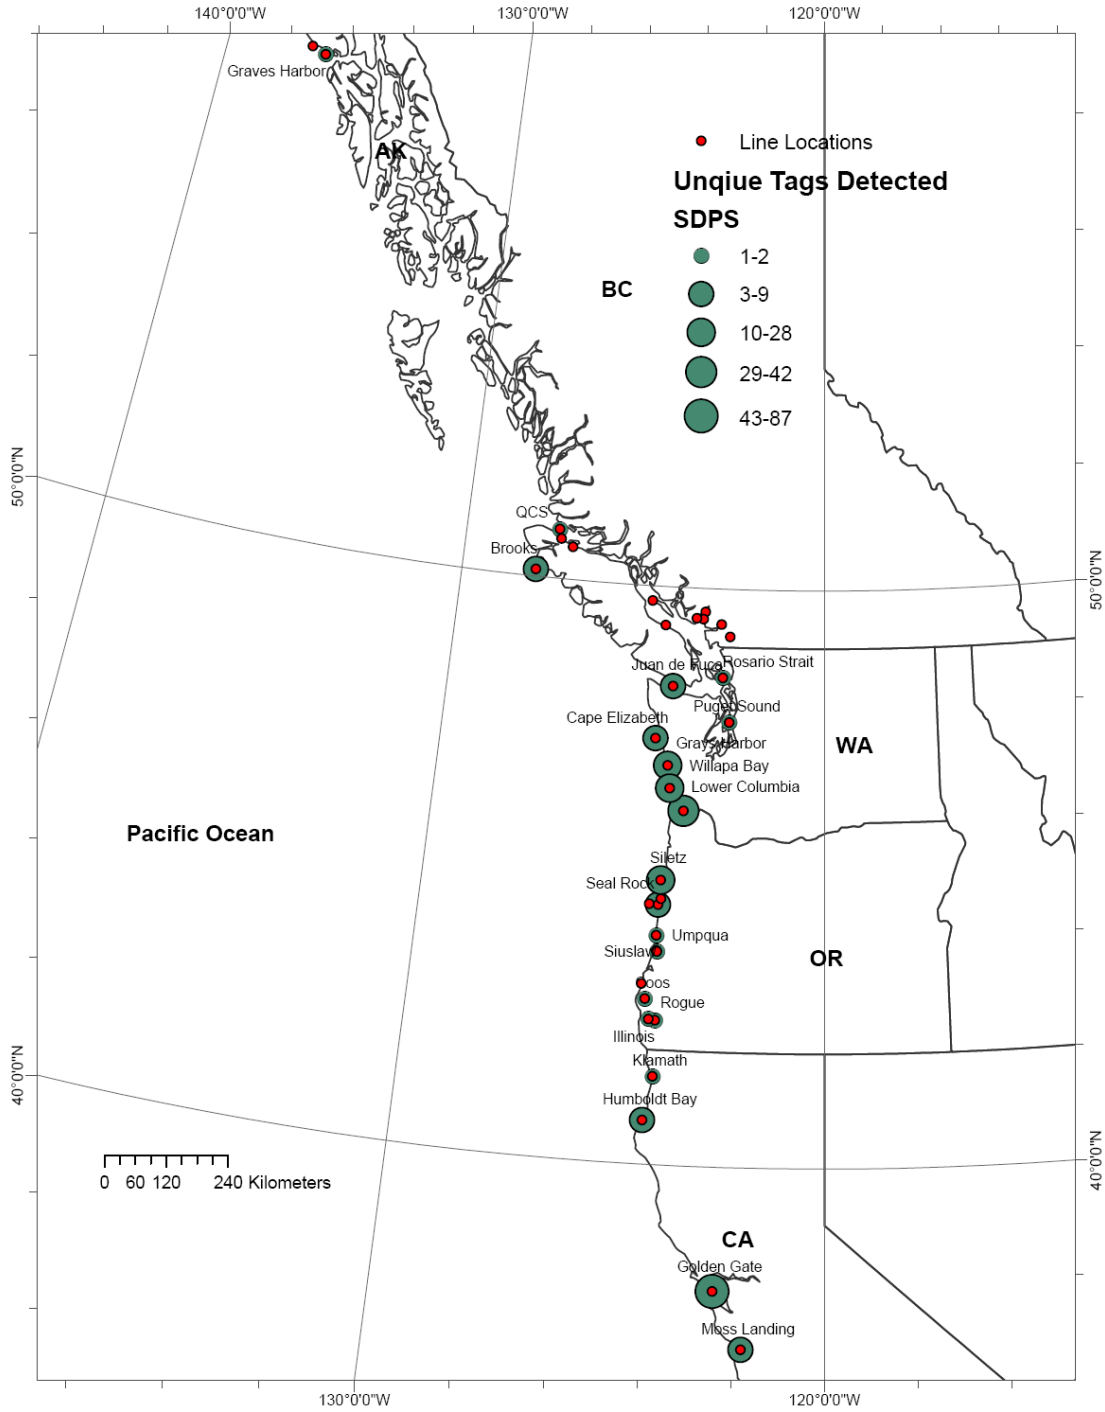 140°0'0"W 130°0'0"W 120°0'0"W
Graves Harbor
AK
Line Locations
Unqiue Tags Detected
SDPS
1-2
BC
3-9
10-28
29-42
43-87
50°0'0"N
QCS
Brooks
50°0'0"N
Juan de Fuca
Rosario Strait
Puget Sound
Cape Elizabeth
Grays Harbor
WA
Willapa Bay
Lower Columbia
Pacific Ocean
Siletz
Seal Rock
Umpqua
Siuslaw
OR
Coos
Rogue
Illinois
Klamath
40°0'0"N
Humboldt Bay
40°0'0"N
0 60 120 240 Kilometers
CA
Golden Gate
Moss Landing
130°0'0"W 120°0'0"W